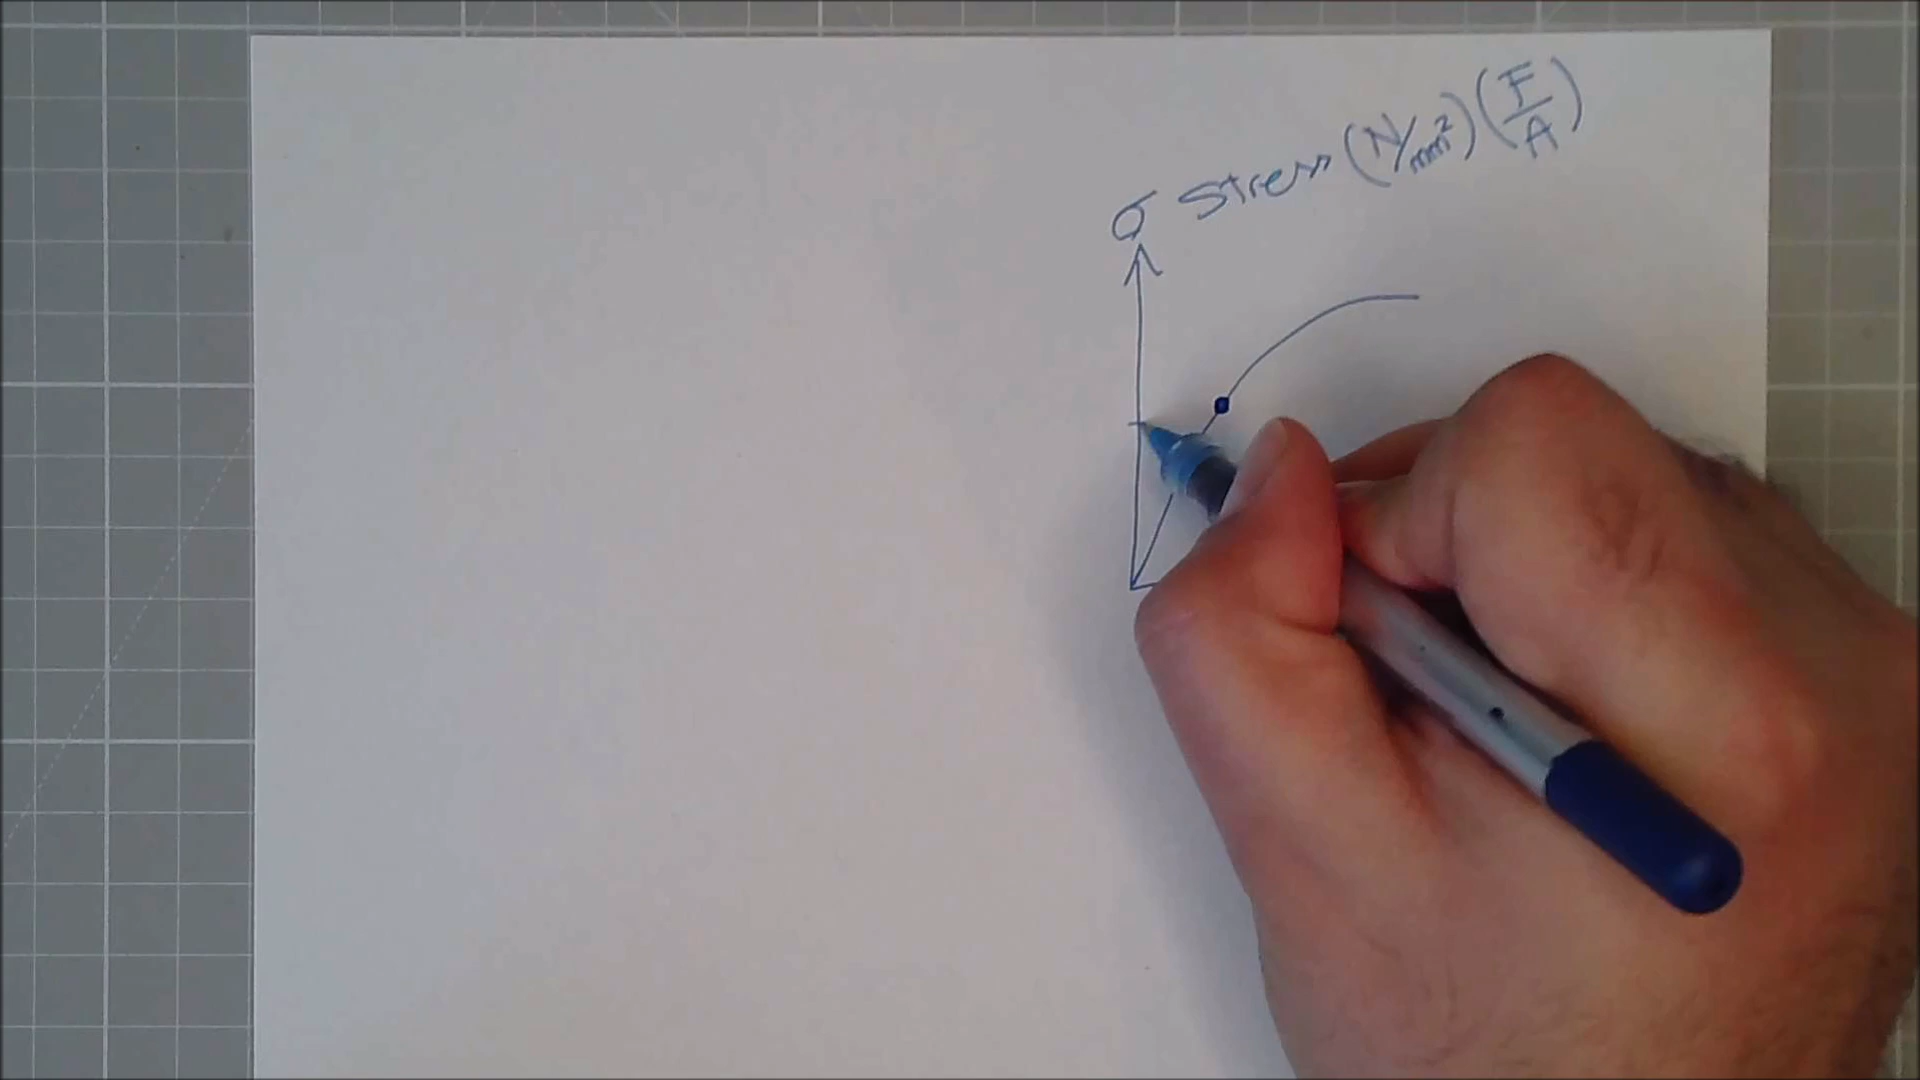 σ Stress (N/mm²) (F/A)